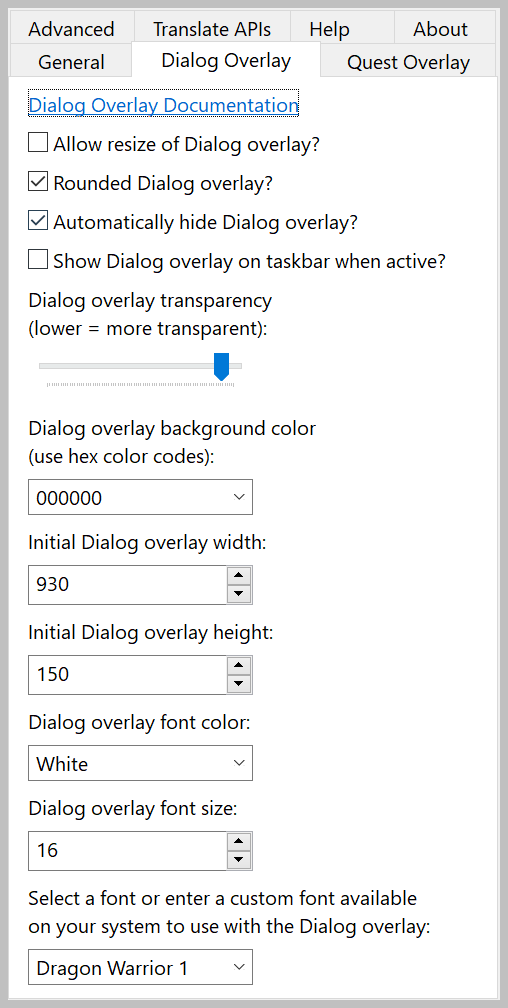 Advanced
Translate APIs
Help
About
General
Dialog Overlay
Quest Overlay
Dialog Overlay Documentation
Allow resize of Dialog overlay?
Rounded Dialog overlay?
Automatically hide Dialog overlay?
Show Dialog overlay on taskbar when active?
Dialog overlay transparency
(lower = more transparent):
Dialog overlay background color
(use hex color codes):
000000
Initial Dialog overlay width:
930
Initial Dialog overlay height:
150
Dialog overlay font color:
White
Dialog overlay font size:
16
Select a font or enter a custom font available
on your system to use with the Dialog overlay:
Dragon Warrior 1